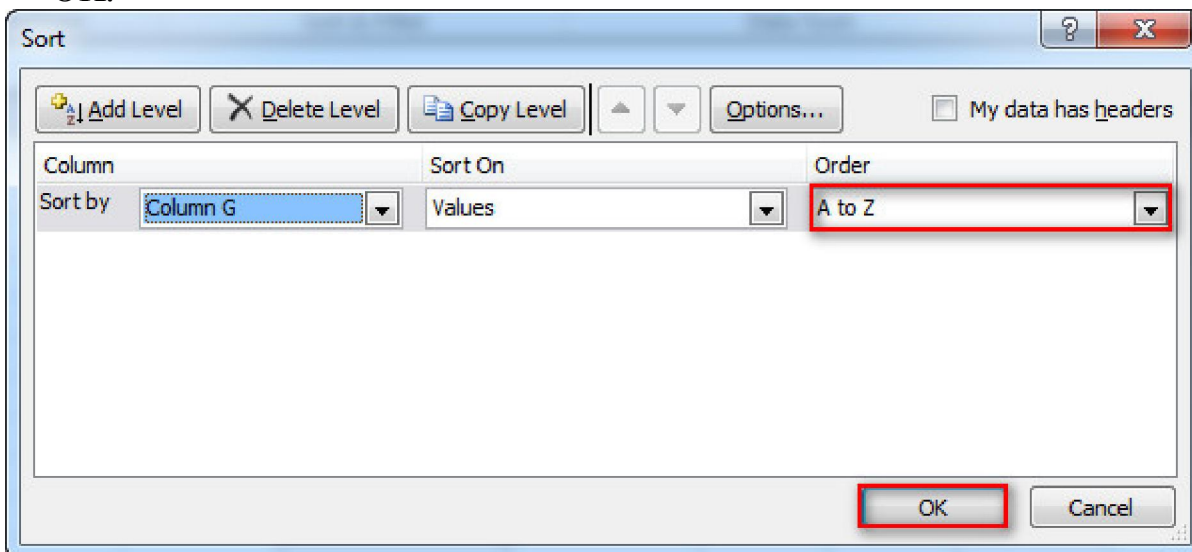 Sort
Add Level Delete Level Copy Level Options... My data has headers
Column Sort On Order
Sort by Column G Values A to Z
OK Cancel